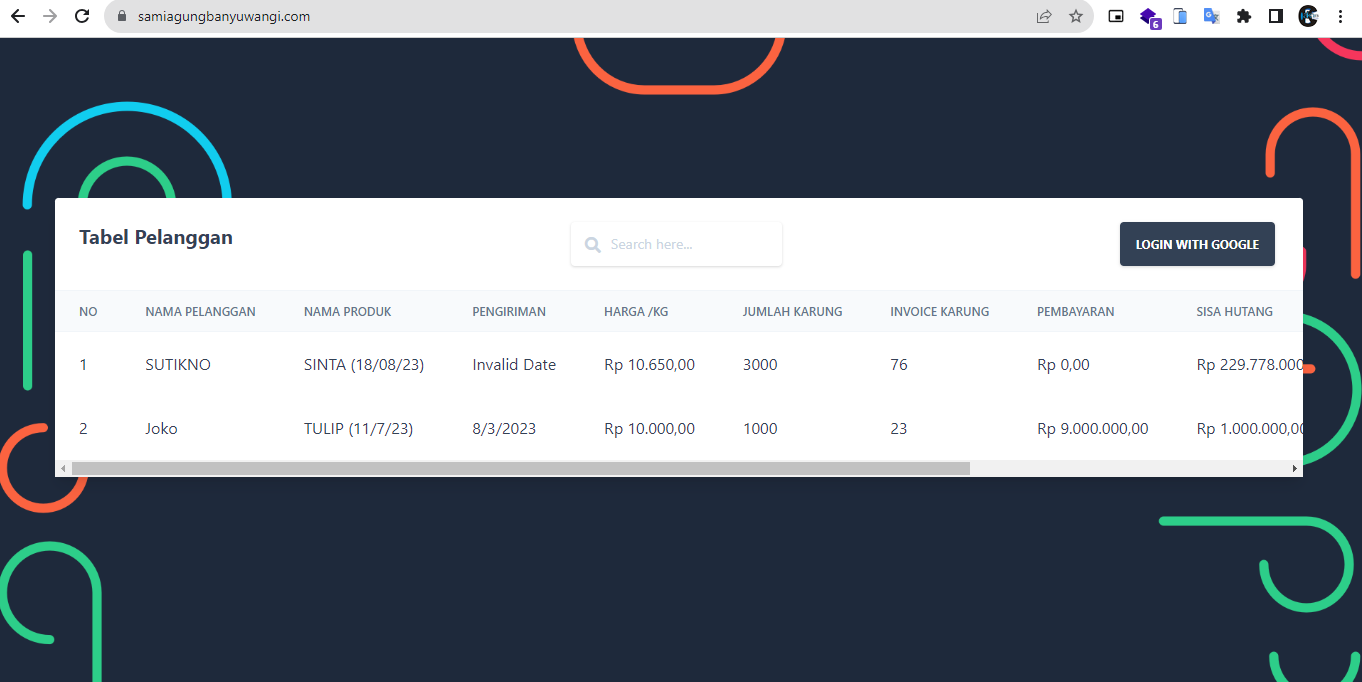 samiagungbanyuwangi.com
6
Tabel Pelanggan
Search here...
LOGIN WITH GOOGLE
NO NAMA PELANGGAN NAMA PRODUK PENGIRIMAN HARGA /KG JUMLAH KARUNG INVOICE KARUNG PEMBAYARAN SISA HUTANG
1 SUTIKNO SINTA (18/08/23) Invalid Date Rp 10.650,00 3000 76 Rp 0,00 Rp 229.778.000
2 Joko TULIP (11/7/23) 8/3/2023 Rp 10.000,00 1000 23 Rp 9.000.000,00 Rp 1.000.000,00